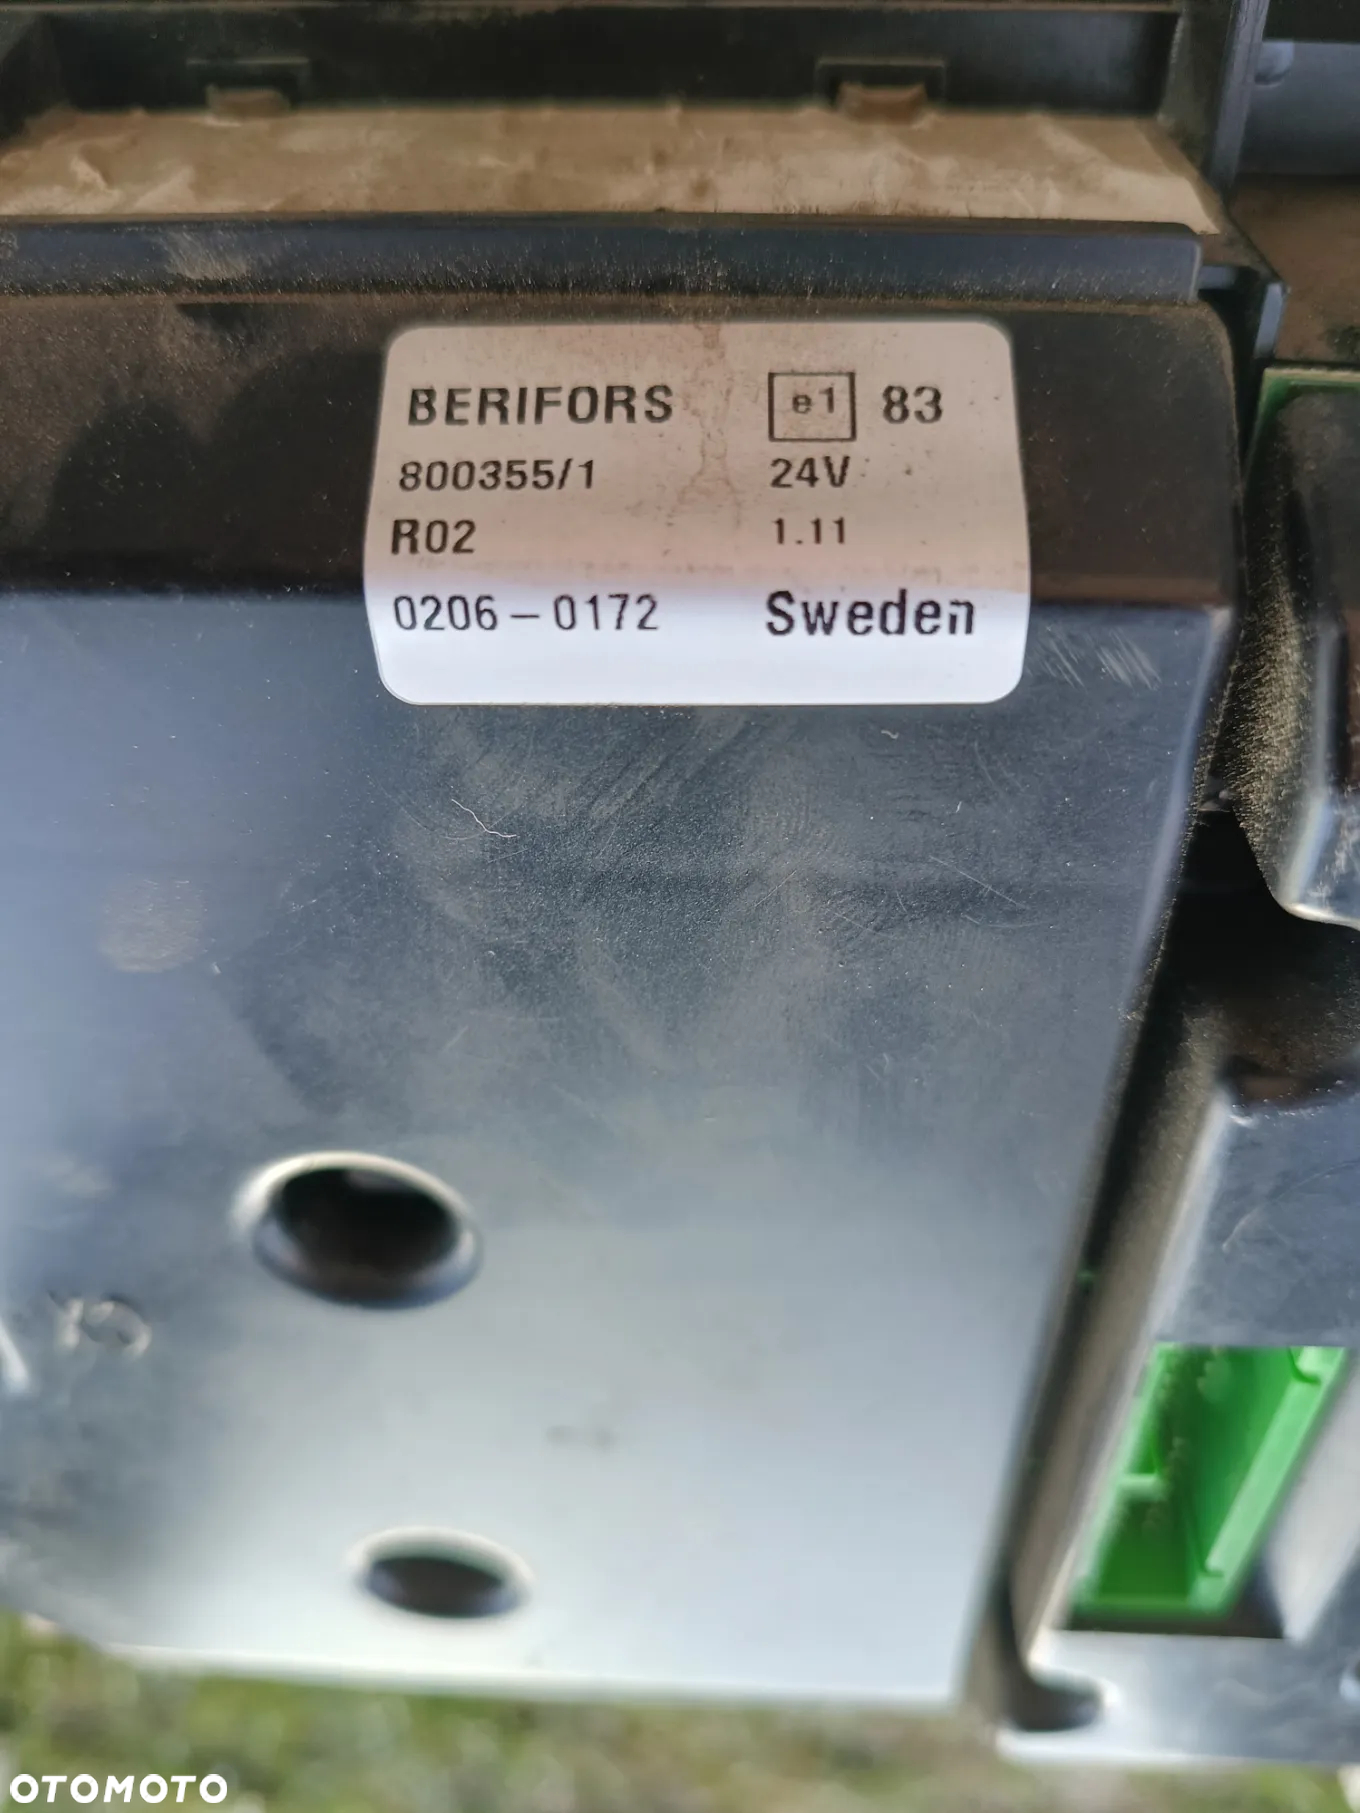 BERIFORS e1 83
800355/1 24V
R02 1.11
0206-0172 Sweden
OTOMOTO